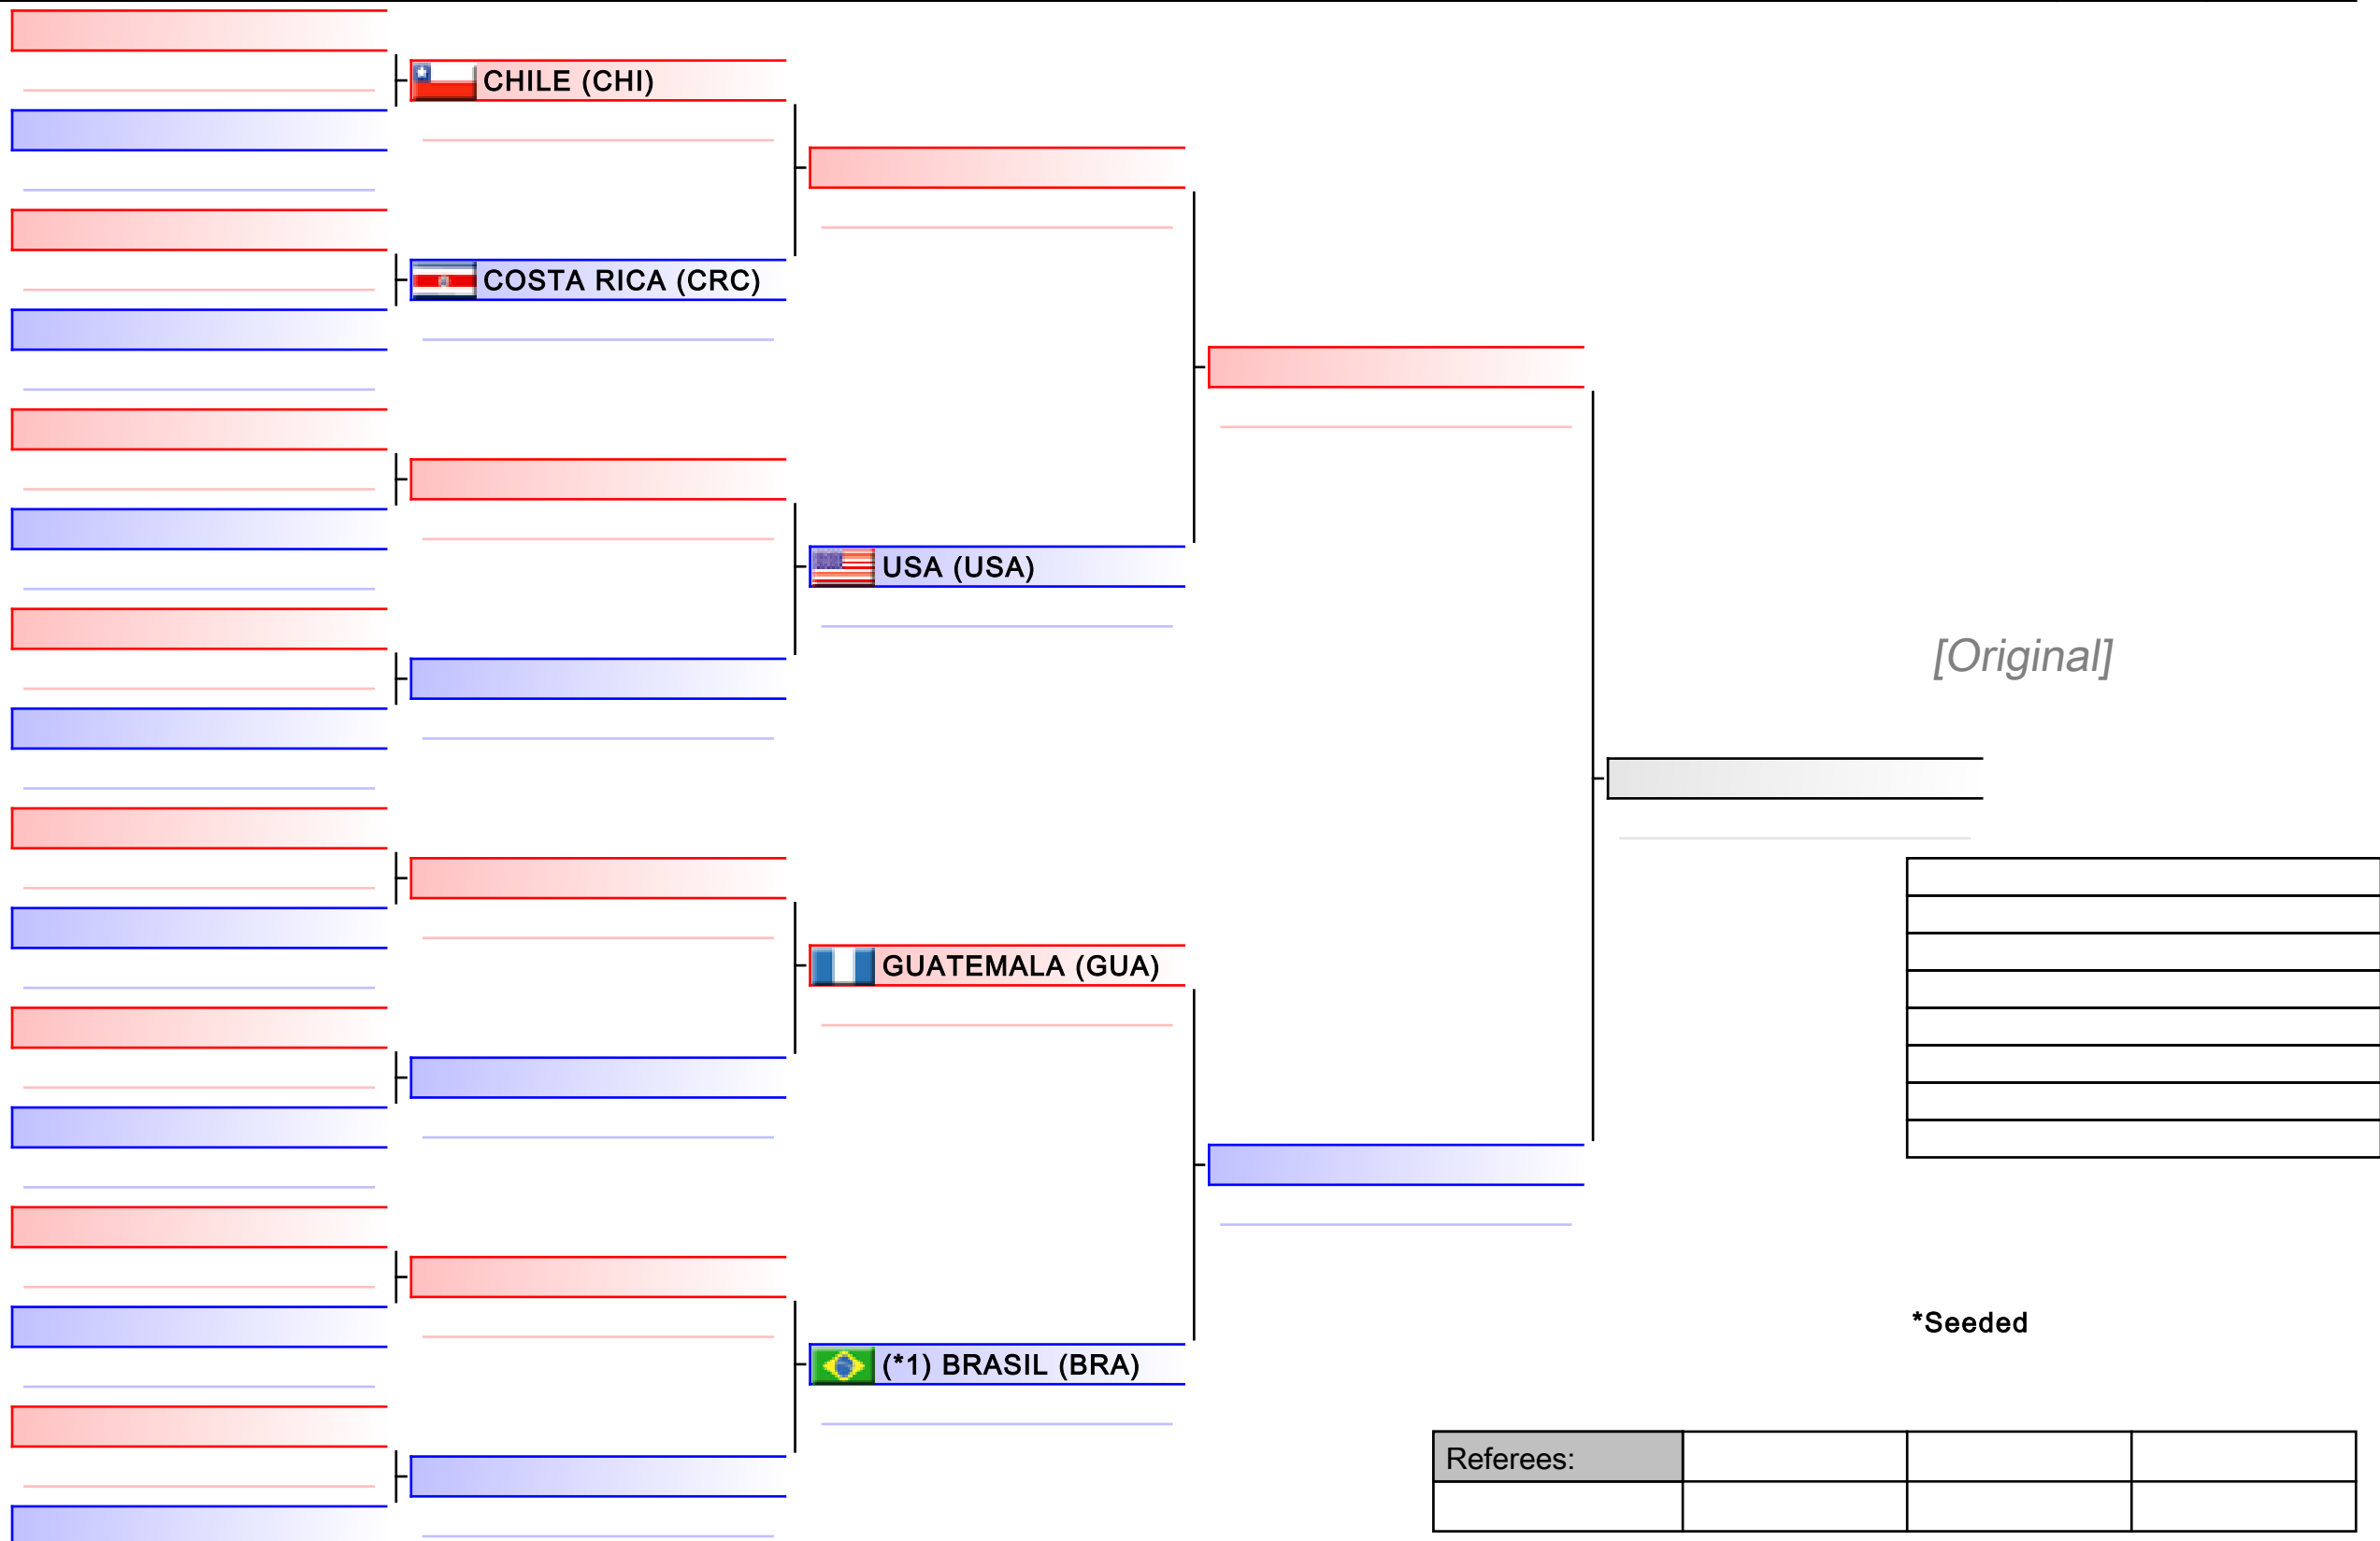 CHILE (CHI)
COSTA RICA (CRC)
USA (USA)
[Original]
GUATEMALA (GUA)
*Seeded
(*1) BRASIL (BRA)
Referees: